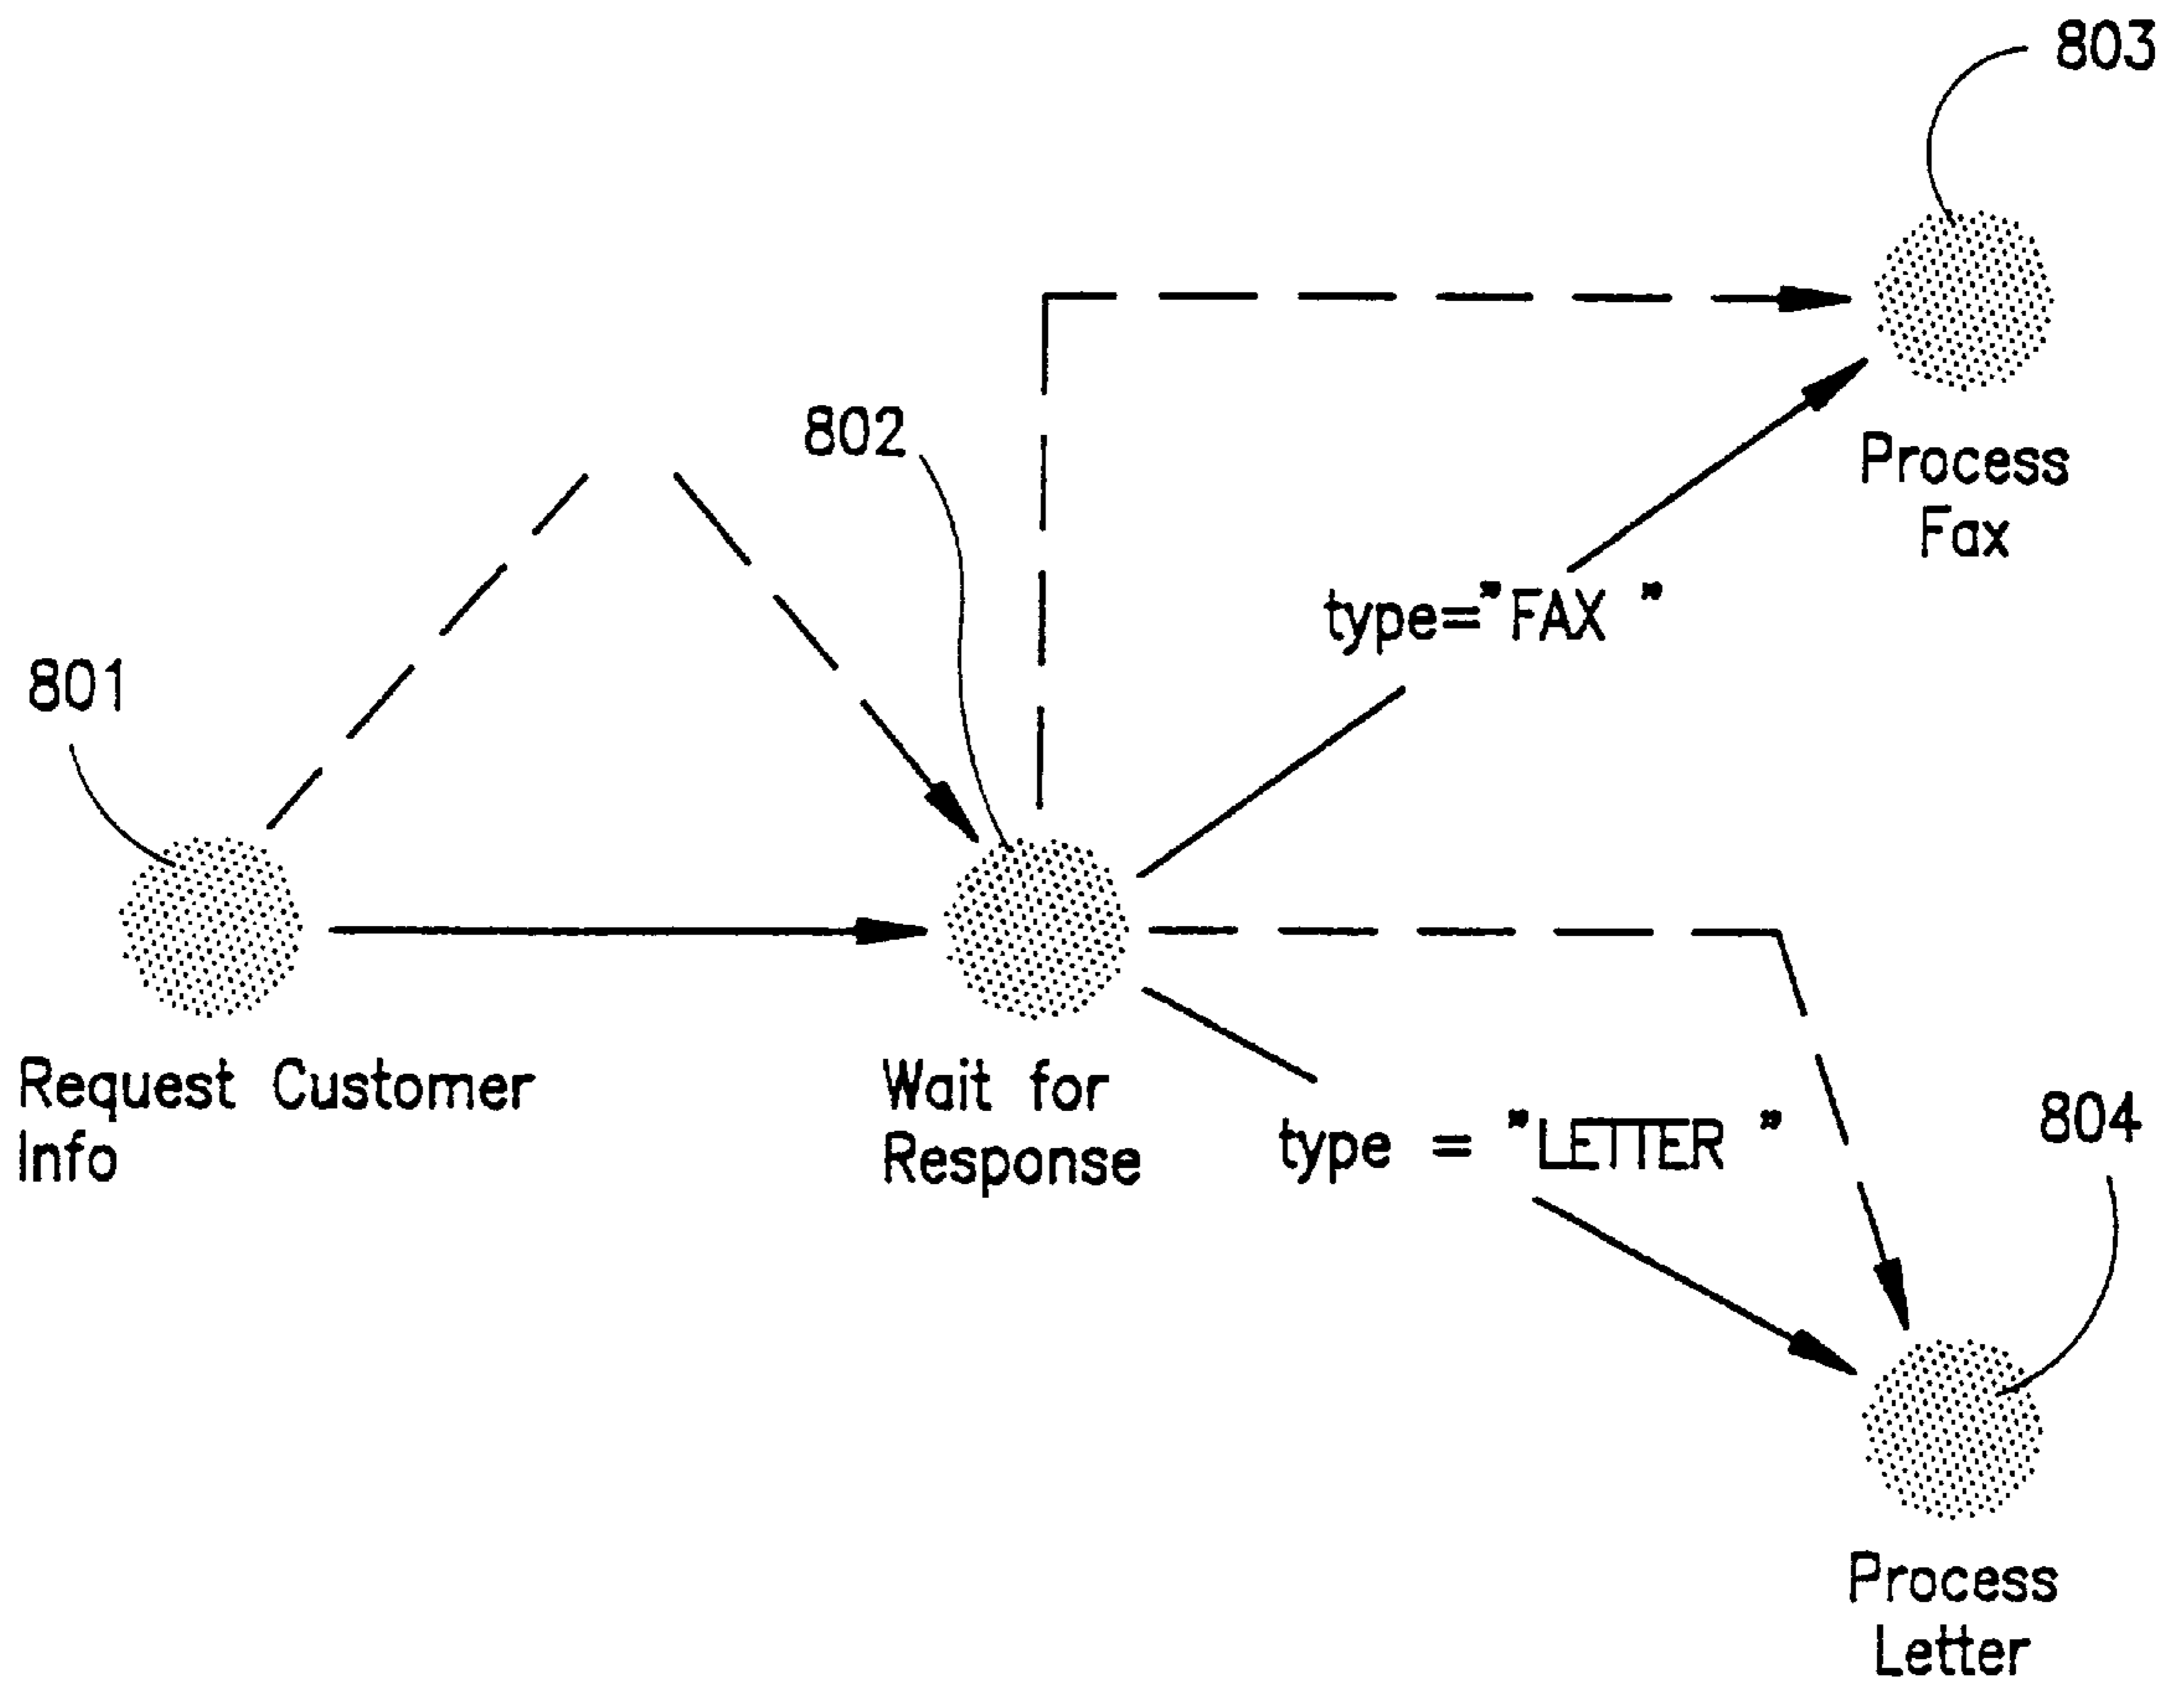 803
Process
Fax
802
type="FAX "
801
Request Customer
Info
Wait for
Response
type = "LETTER "
804
Process
Letter